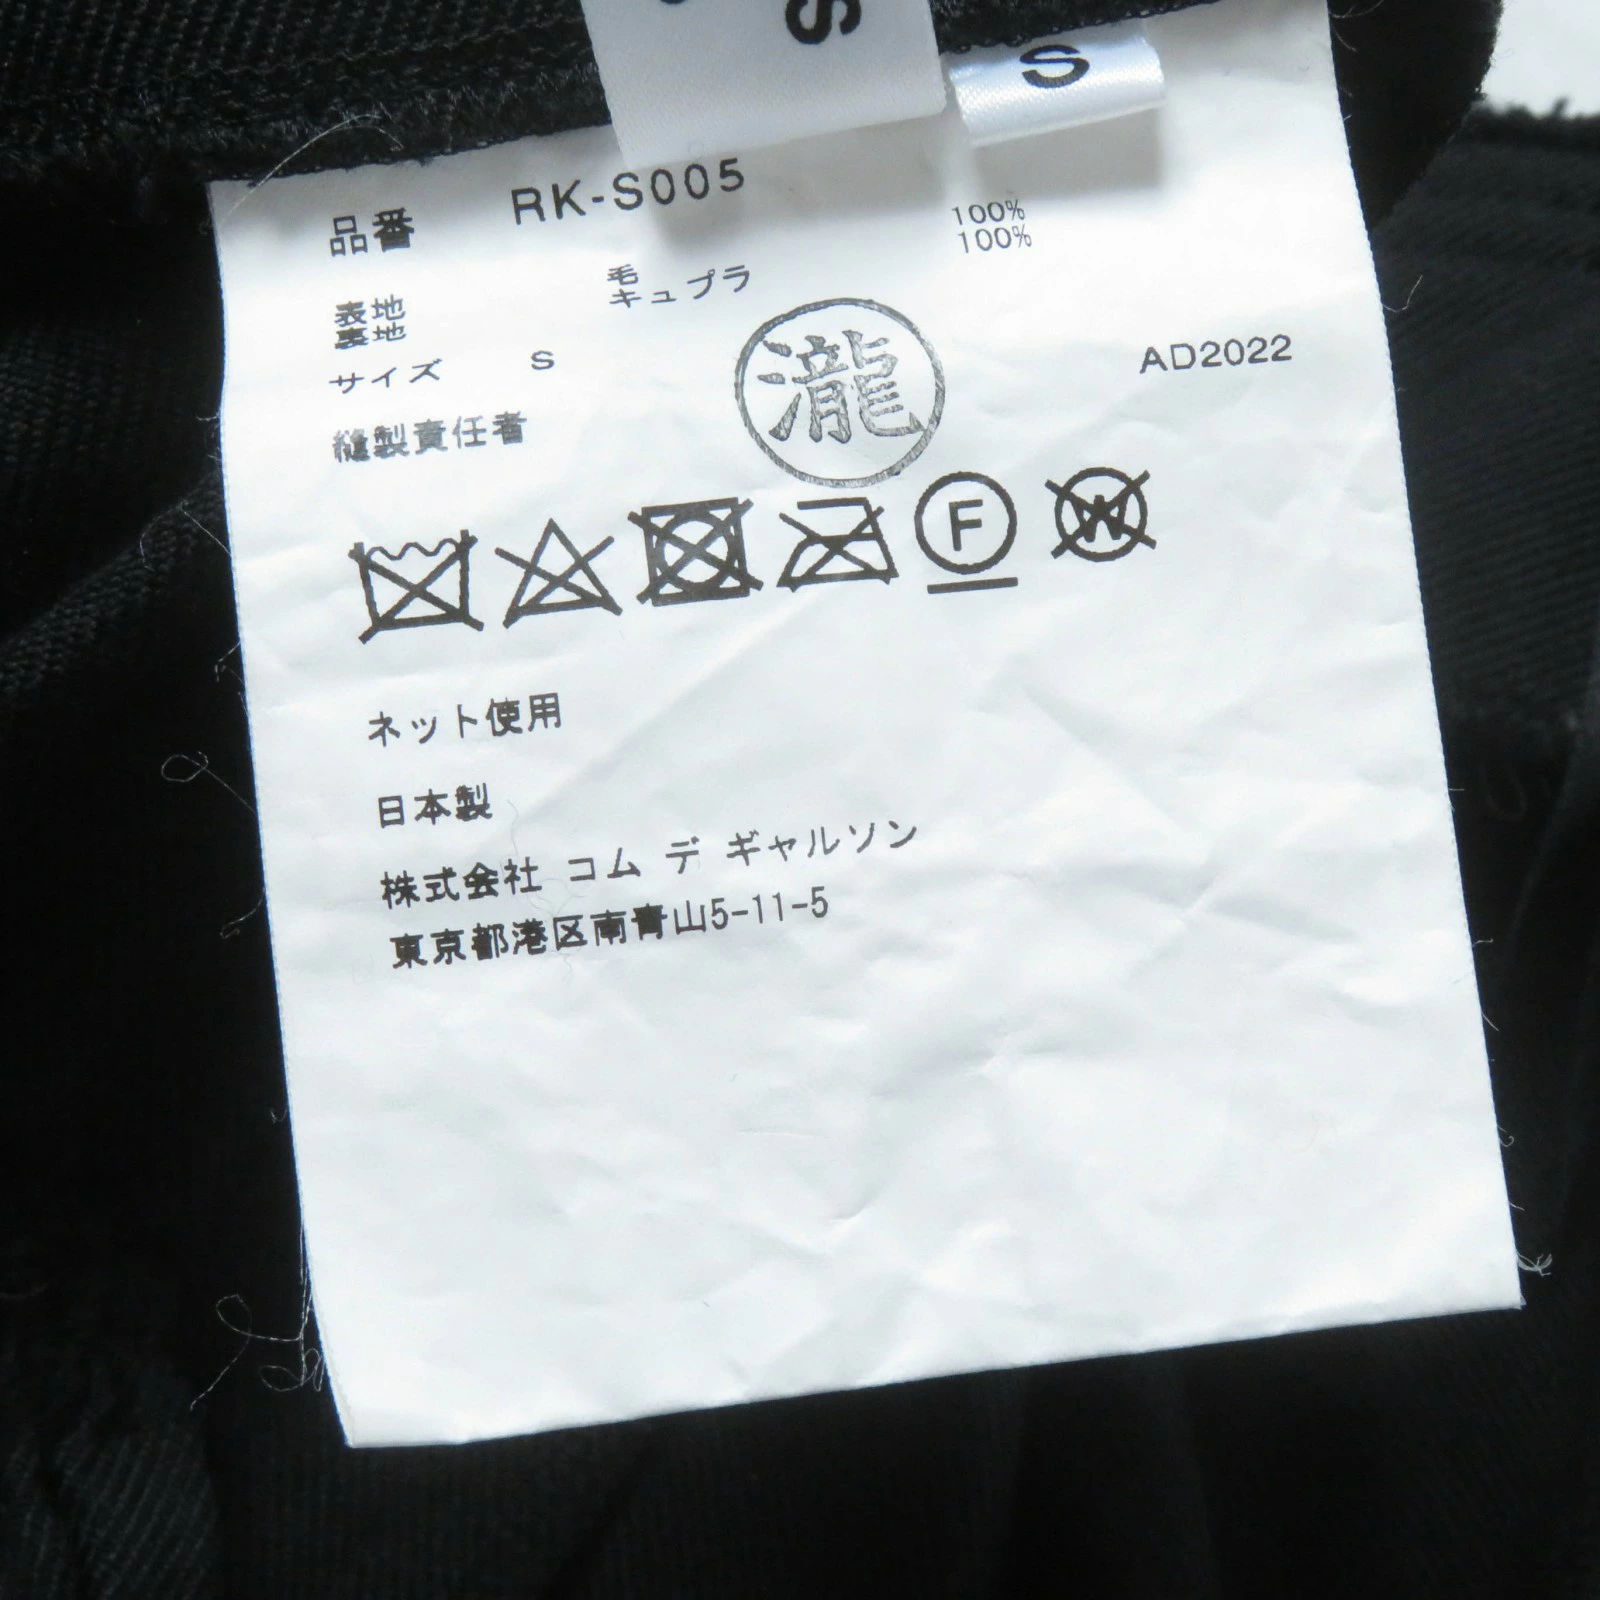 S
S
品番 RK-S005
表地 毛 100%
裏地 キュプラ 100%
サイズ S AD2022
縫製責任者 瀧
F
W
ネット使用
日本製
株式会社 コム デ ギャルソン
東京都港区南青山5-11-5